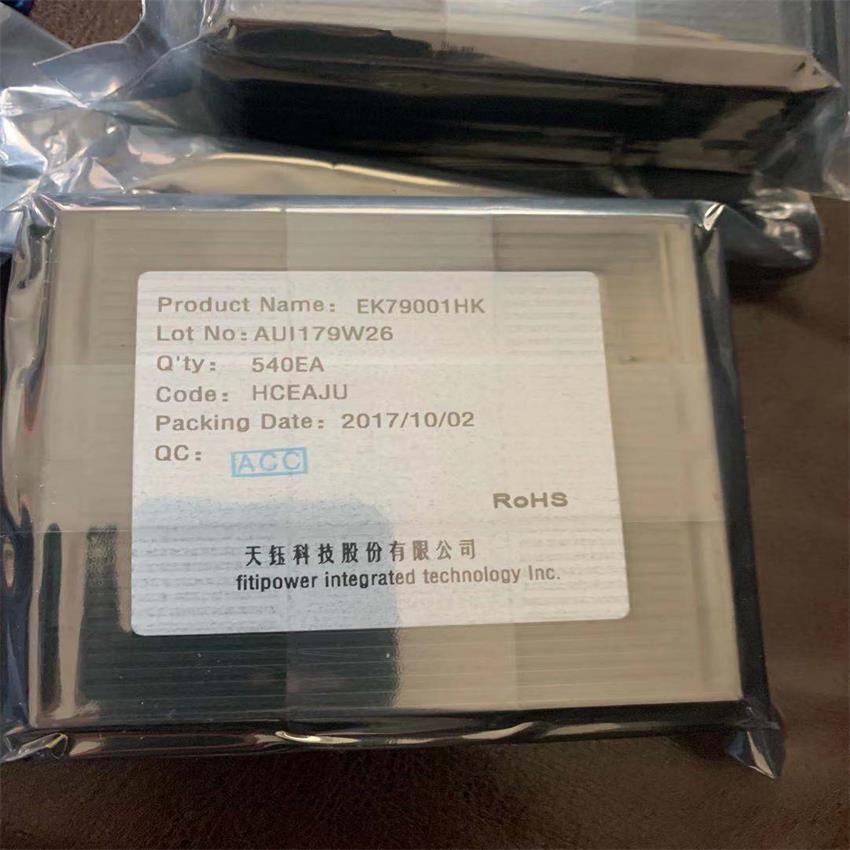 Product Name: EK79001HK
Lot No: AUI179W26
Q'ty: 540EA
Code: HCEAJU
Packing Date: 2017/10/02
QC: ACC
RoHS
天钰科技股份有限公司
fitipower integrated technology Inc.